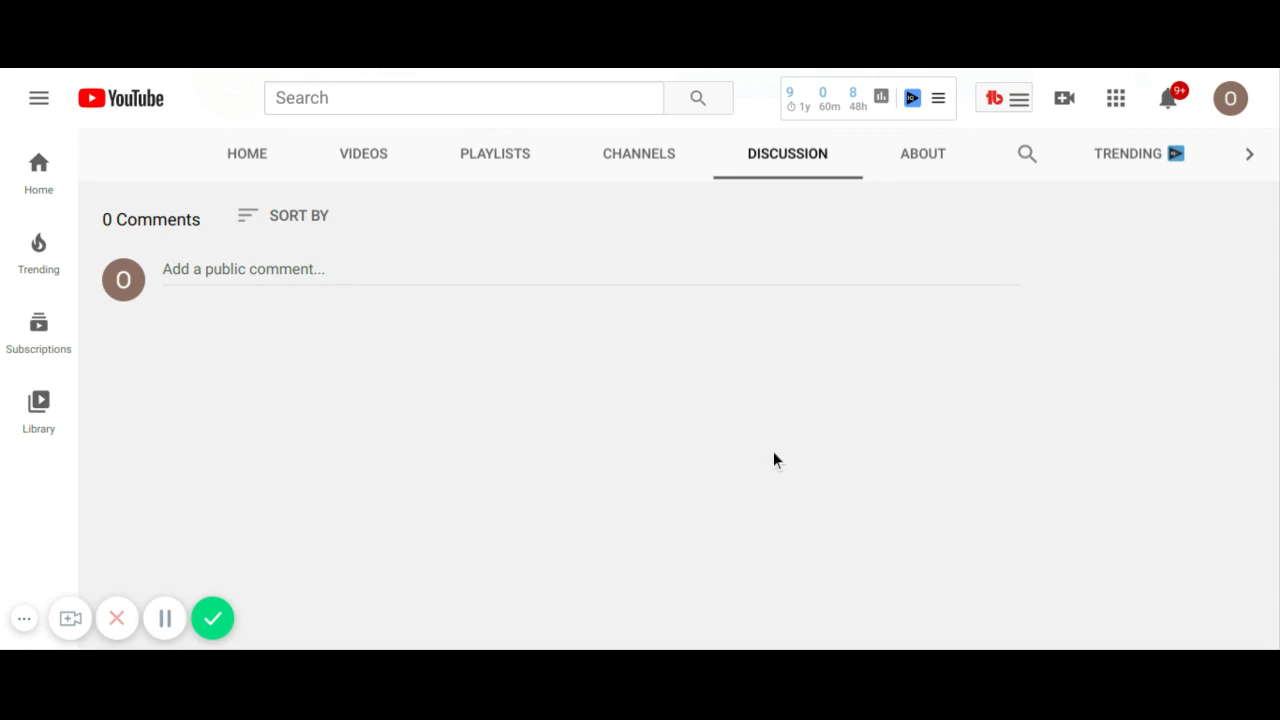 YouTube
Search
9 0 8
1y 60m 48h
9+
O
HOME VIDEOS PLAYLISTS CHANNELS DISCUSSION ABOUT TRENDING
Home
Trending
Subscriptions
Library
0 Comments SORT BY
O Add a public comment...